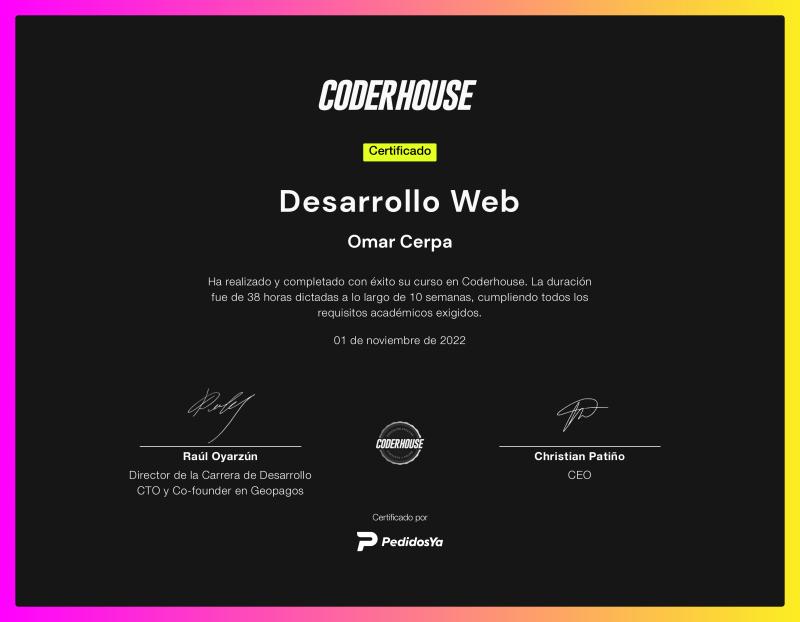 CODERHOUSE
Certificado
Desarrollo Web
Omar Cerpa
Ha realizado y completado con éxito su curso en Coderhouse. La duración
fue de 38 horas dictadas a lo largo de 10 semanas, cumpliendo todos los
requisitos académicos exigidos.
01 de noviembre de 2022
Raúl Oyarzún
Director de la Carrera de Desarrollo
CTO y Co-founder en Geopagos
CODERHOUSE
Christian Patiño
CEO
Certificado por
PedidosYa